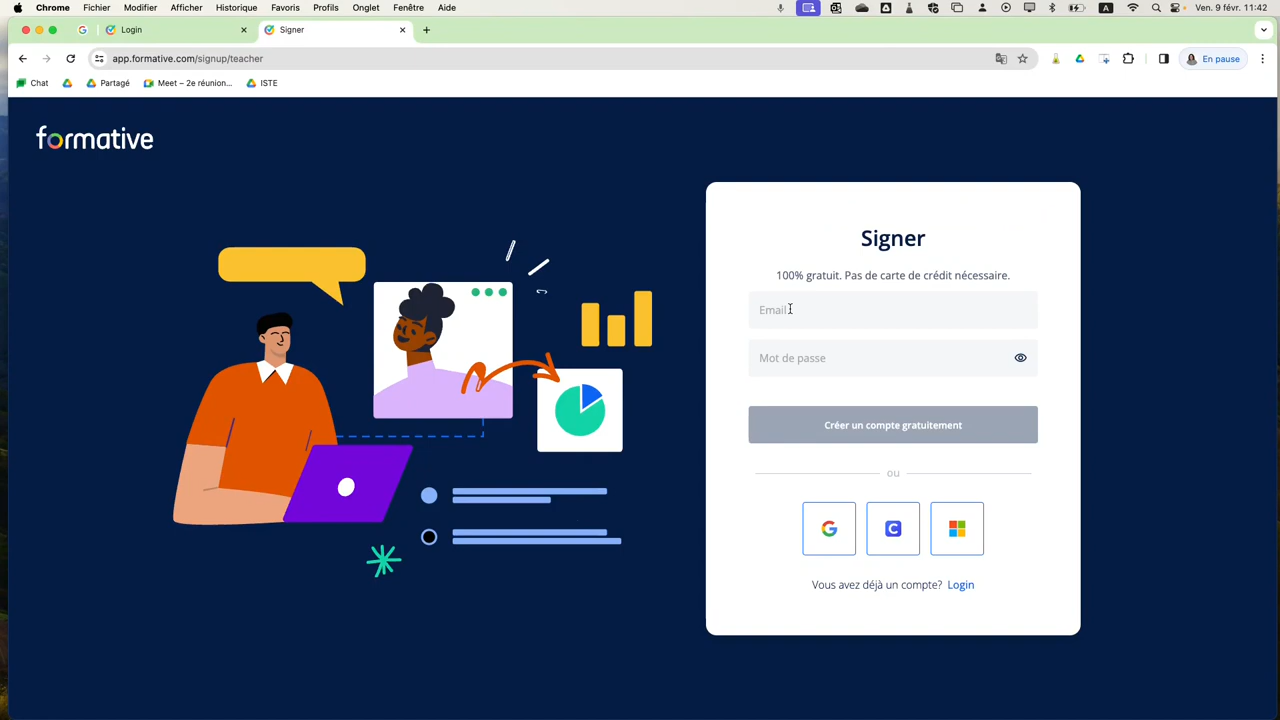 Chrome Fichier Modifier Afficher Historique Favoris Profils Onglet Fenêtre Aide A Ven. 9 févr. 11:42
Login Signer
app.formative.com/signup/teacher En pause
Chat Partagé Meet – 2e réunion... ISTE
formative
Signer
100% gratuit. Pas de carte de crédit nécessaire.
Email
Mot de passe
Créer un compte gratuitement
ou
Vous avez déjà un compte? Login